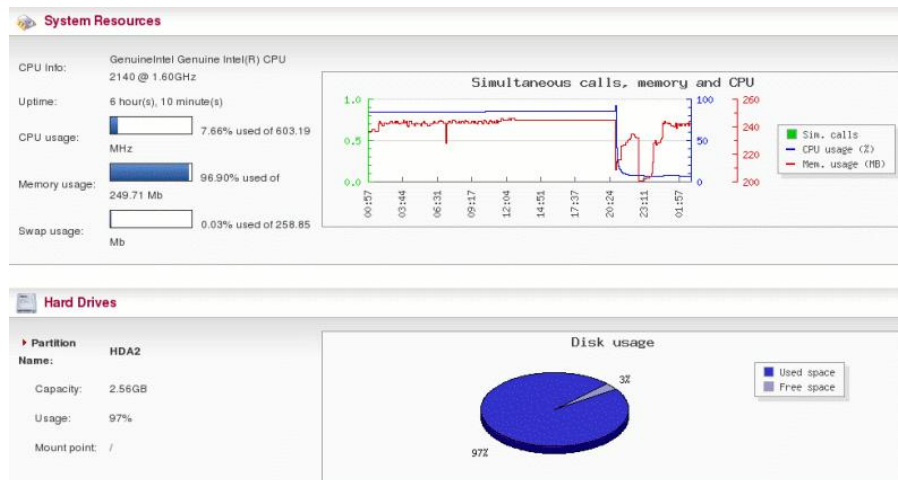 System Resources
CPU Info:
GenuineIntel Genuine Intel(R) CPU
2140 @ 1.60GHz
Uptime:
6 hour(s), 10 minute(s)
CPU usage:
7.66% used of 603.19
MHz
Memory usage:
96.90% used of
249.71 Mb
Swap usage:
0.03% used of 258.85
Mb
Simultaneous calls, memory and CPU
1.0
0.5
0.0
100
50
0
260
240
220
200
00:57
03:44
06:31
09:17
12:04
14:51
17:37
20:24
23:11
01:57
Sim. calls
CPU usage (%)
Mem. usage (MB)
Hard Drives
Partition
Name:
HDA2
Capacity:
2.56GB
Usage:
97%
Mount point:
/
Disk usage
3%
97%
Used space
Free space